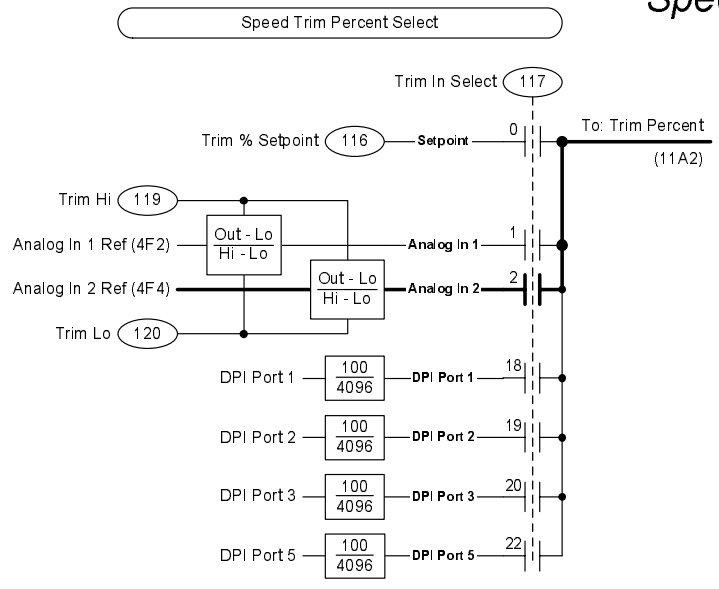 Spee
Speed Trim Percent Select
Trim In Select 117
Trim % Setpoint 116 Setpoint 0 To: Trim Percent
(11A2)
Trim Hi 119
Analog In 1 Ref (4F2) Out - Lo Analog In 1 1
Hi - Lo
Analog In 2 Ref (4F4) Out - Lo Analog In 2 2
Hi - Lo
Trim Lo 120
DPI Port 1 100 DPI Port 1 18
4096
DPI Port 2 100 DPI Port 2 19
4096
DPI Port 3 100 DPI Port 3 20
4096
DPI Port 5 100 DPI Port 5 22
4096